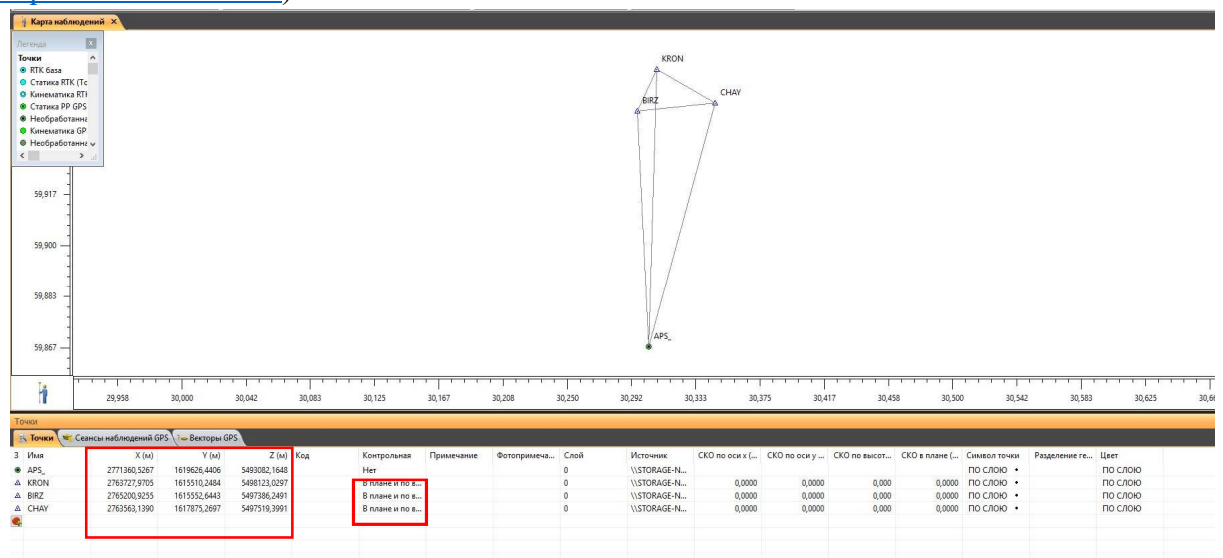 Карта наблюдений X
Легенда x
Точки
RTK база
Статика RTK (То
Кинематика RTK
Статика PP GPS
Необработанна
Кинематика GP
Необработанна
KRON
BIRZ
CHAY
APS_
59,917
59,900
59,883
59,867
29,958 30,000 30,042 30,083 30,125 30,167 30,208 30,250 30,292 30,333 30,375 30,417 30,458 30,500 30,542 30,583 30,625
Точки
Точки Сеансы наблюдений GPS Векторы GPS
З Имя X (м) Y (м) Z (м) Код Контрольная Примечание Фотопримеча... Слой Источник СКО по оси x (... СКО по оси y ... СКО по высот... СКО в плане (... Символ точки Разделение ге... Цвет
APS_ 2771360,5267 1619626,4406 5493082,1648 Нет 0 \\STORAGE-N... ПО СЛОЮ • ПО СЛОЮ
KRON 2763727,9705 1615510,2484 5498123,0297 В плане и по в... 0 \\STORAGE-N... 0,0000 0,0000 0,000 0,0000 ПО СЛОЮ • ПО СЛОЮ
BIRZ 2765200,9255 1615552,6443 5497386,2491 В плане и по в... 0 \\STORAGE-N... 0,0000 0,0000 0,000 0,0000 ПО СЛОЮ • ПО СЛОЮ
CHAY 2763563,1390 1617875,2697 5497519,3991 В плане и по в... 0 \\STORAGE-N... 0,0000 0,0000 0,000 0,0000 ПО СЛОЮ • ПО СЛОЮ